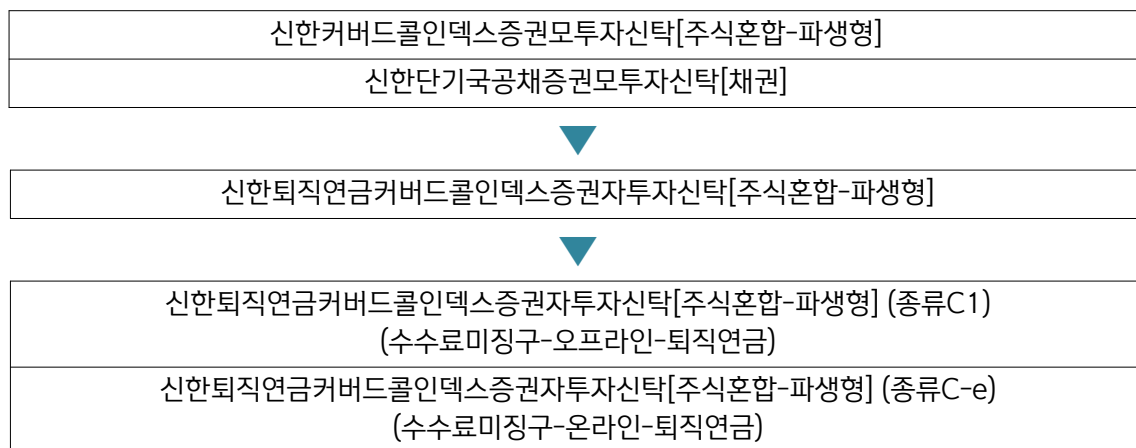 신한커버드콜인덱스증권모투자신탁[주식혼합-파생형]
신한단기국공채증권모투자신탁[채권]
신한퇴직연금커버드콜인덱스증권자투자신탁[주식혼합-파생형]
신한퇴직연금커버드콜인덱스증권자투자신탁[주식혼합-파생형] (종류C1)
(수수료미징구-오프라인-퇴직연금)
신한퇴직연금커버드콜인덱스증권자투자신탁[주식혼합-파생형] (종류C-e)
(수수료미징구-온라인-퇴직연금)